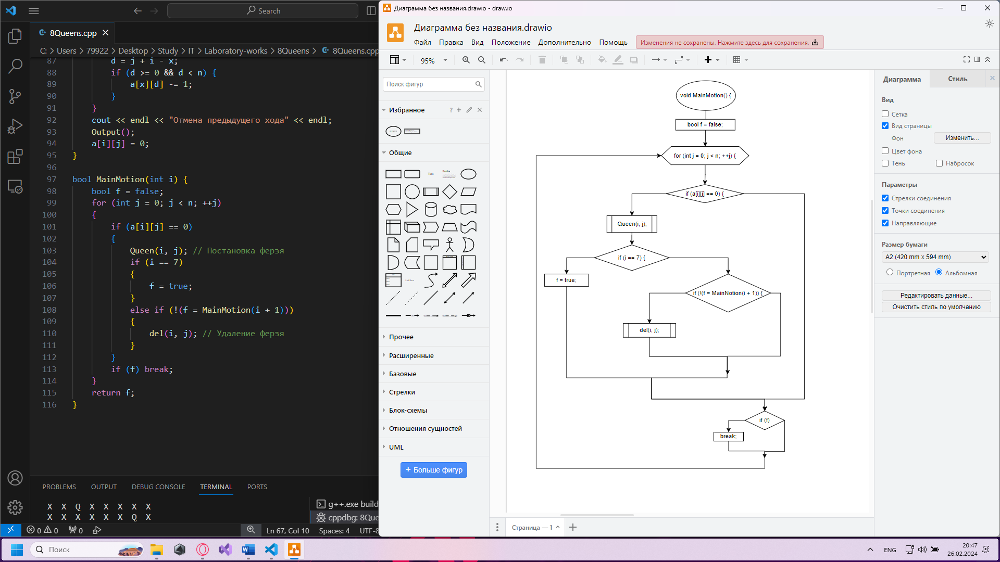 Search
8Queens.cpp
C: > Users > 79922 > Desktop > Study > IT > Laboratory-works > 8Queens > 8Queens.cpp
87 d = j + i - x;
88 if (d >= 0 && d < n) {
89 a[x][d] -= 1;
90 }
91 }
92 cout << endl << "Отмена предыдущего хода" << endl;
93 Output();
94 a[i][j] = 0;
95 }
96
97 bool MainMotion(int i) {
98 bool f = false;
99 for (int j = 0; j < n; ++j)
100 {
101 if (a[i][j] == 0)
102 {
103 Queen(i, j); // Постановка ферзя
104 if (i == 7)
105 {
106 f = true;
107 }
108 else if (!(f = MainMotion(i + 1)))
109 {
110 del(i, j); // Удаление ферзя
111 }
112 }
113 if (f) break;
114 }
115 return f;
116 }
PROBLEMS OUTPUT DEBUG CONSOLE TERMINAL PORTS
X X Q X X X X X
X X X X X X Q X
g++.exe build
cppdbg: 8Que
0 0 0 Ln 67, Col 10 Spaces: 4 UTF-8
Диаграмма без названия.drawio - draw.io
Диаграмма без названия.drawio
Файл Правка Вид Положение Дополнительно Помощь
Изменения не сохранены. Нажмите здесь для сохранения.
95%
Поиск фигур
Избранное
?
Общие
Text
Heading
List Item
Прочее
Расширенные
Базовые
Стрелки
Блок-схемы
Отношения сущностей
UML
+ Больше фигур
void MainMotion() {
bool f = false;
for (int j = 0; j < n; ++j) {
if (a[i][j] == 0) {
Queen(i, j);
if (i == 7) {
f = true;
if (!(f = MainNotion(i + 1)) {
del(i, j);
if (f)
break;
Страница — 1
Диаграмма Стиль
Вид
Сетка
Вид страницы
Фон Изменить...
Цвет фона
Тень Набросок
Параметры
Стрелки соединения
Точки соединения
Направляющие
Размер бумаги
A2 (420 mm x 594 mm)
Портретная Альбомная
Редактировать данные...
Очистить стиль по умолчанию
Поиск
ENG
20:47
26.02.2024